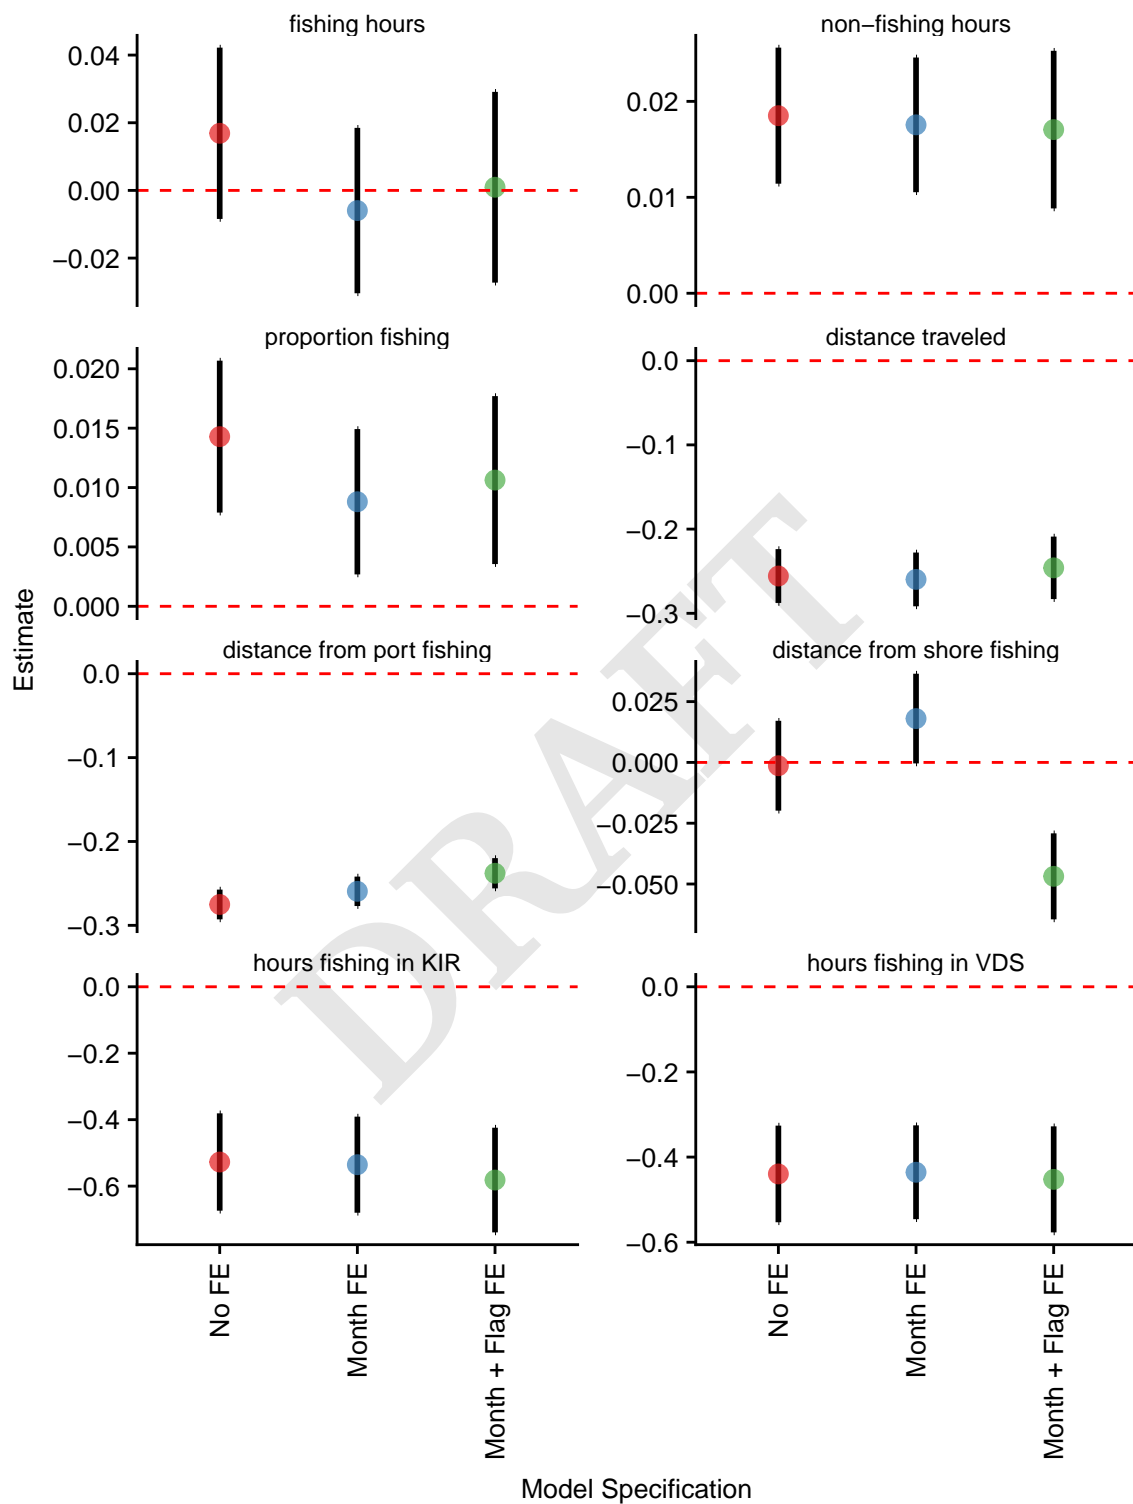 fishing hours
0.04
0.02
0.00
−0.02
non−fishing hours
0.02
0.01
0.00
proportion fishing
0.020
0.015
0.010
0.005
0.000
distance traveled
0.0
−0.1
−0.2
−0.3
distance from port fishing
0.0
−0.1
−0.2
−0.3
distance from shore fishing
0.025
0.000
−0.025
−0.050
hours fishing in KIR
0.0
−0.2
−0.4
−0.6
hours fishing in VDS
0.0
−0.2
−0.4
−0.6
No FE
Month FE
Month + Flag FE
No FE
Month FE
Month + Flag FE
Estimate
Model Specification
DRAFT